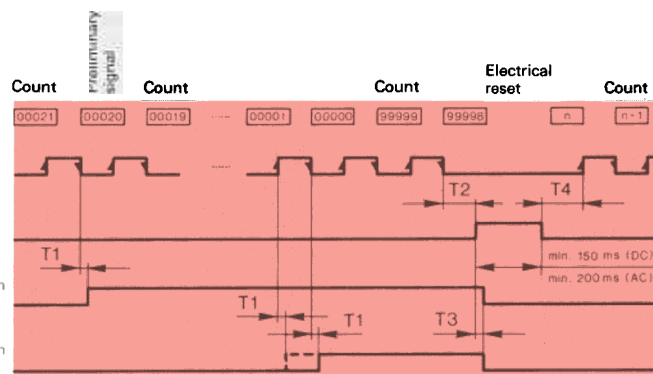 Preliminary
signal
Electrical
reset
Count Count Count Count
00021 00020 00019 00001 00000 99999 99998 n n-1
T2 T4
T1
min. 150 ms (DC)
min. 200 ms (AC)
T1 T1 T3
n
n